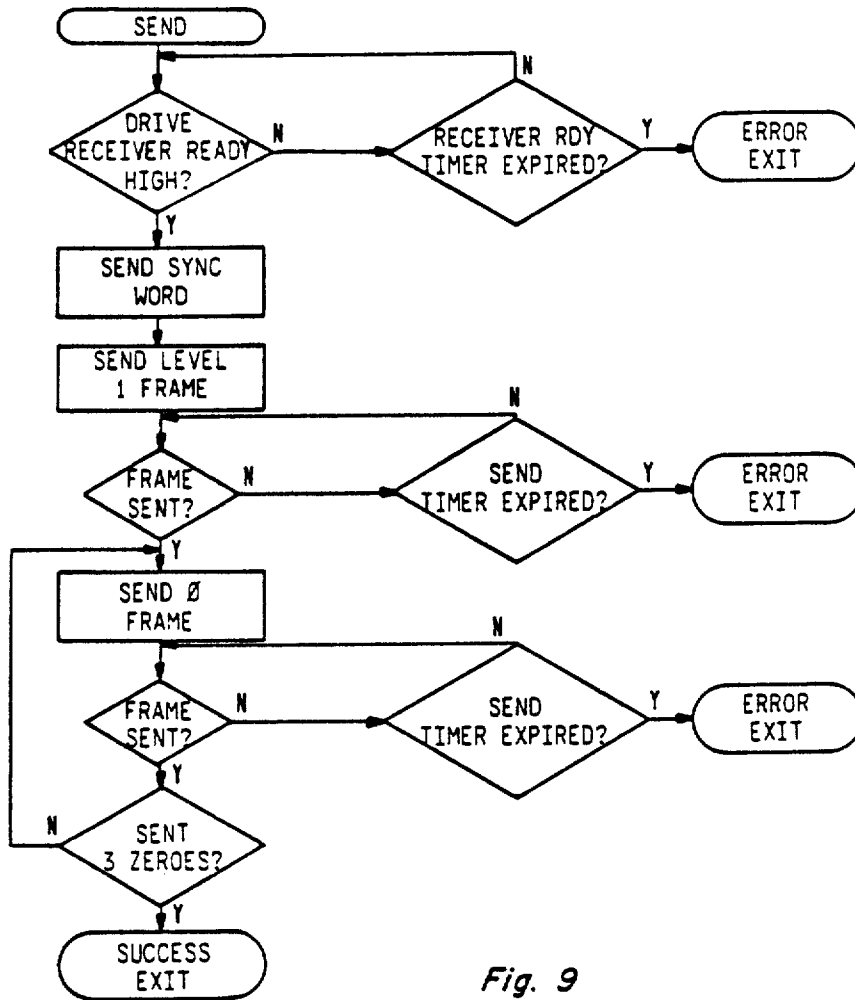 SEND
N
DRIVE
RECEIVER READY
HIGH?
N
RECEIVER RDY
TIMER EXPIRED?
Y
ERROR
EXIT
Y
SEND SYNC
WORD
SEND LEVEL
1 FRAME
N
FRAME
SENT?
N
SEND
TIMER EXPIRED?
Y
ERROR
EXIT
Y
SEND Ø
FRAME
N
FRAME
SENT?
N
SEND
TIMER EXPIRED?
Y
ERROR
EXIT
Y
N
SENT
3 ZEROES?
Y
SUCCESS
EXIT
Fig. 9